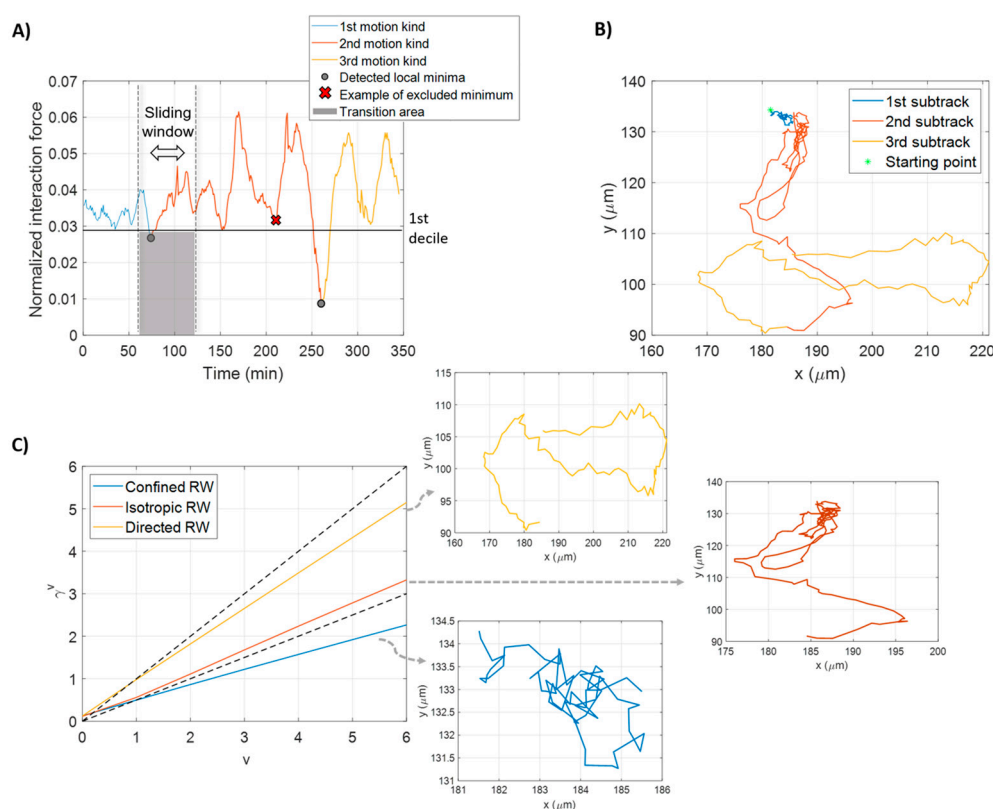 A)
1st motion kind
2nd motion kind
3rd motion kind
Detected local minima
Example of excluded minimum
Transition area
Normalized interaction force
0.07
0.06
0.05
0.04
0.03
0.02
0.01
0
Sliding
window
1st
decile
0 50 100 150 200 250 300 350
Time (min)
B)
1st subtrack
2nd subtrack
3rd subtrack
Starting point
y (μm)
140
130
120
110
100
90
160 170 180 190 200 210 220
x (μm)
C)
Confined RW
Isotropic RW
Directed RW
γv
6
5
4
3
2
1
0
0 1 2 3 4 5 6
v
y (μm)
115
110
105
100
95
90
160 170 180 190 200 210 220
x (μm)
y (μm)
140
130
120
110
100
90
175 180 185 190 195 200
x (μm)
y (μm)
134.5
134
133.5
133
132.5
132
131.5
131
181 182 183 184 185 186
x (μm)